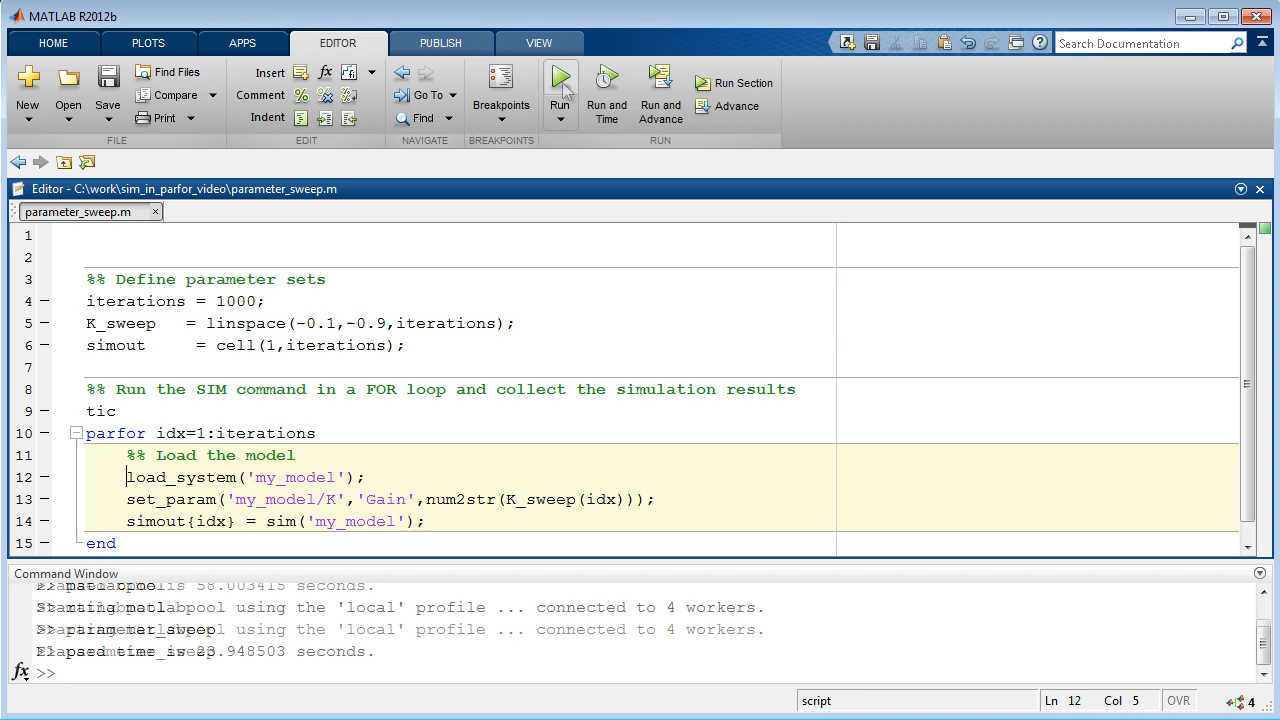 MATLAB R2012b
HOME PLOTS APPS EDITOR PUBLISH VIEW Search Documentation
New Open Save Find Files Compare Print
Insert fx Comment Indent
Go To Find
Breakpoints
Run Run and Time Run and Advance Run Section Advance
FILE EDIT NAVIGATE BREAKPOINTS RUN
Editor - C:\work\sim_in_parfor_video\parameter_sweep.m
parameter_sweep.m ×
1
2
3 %% Define parameter sets
4 iterations = 1000;
5 K_sweep = linspace(-0.1,-0.9,iterations);
6 simout = cell(1,iterations);
7
8 %% Run the SIM command in a FOR loop and collect the simulation results
9 tic
10 parfor idx=1:iterations
11 %% Load the model
12 load_system('my_model');
13 set_param('my_model/K','Gain',num2str(K_sweep(idx)));
14 simout{idx} = sim('my_model');
15 end
Command Window
is 58.003415 seconds.
using the 'local' profile ... connected to 4 workers.
using the 'local' profile ... connected to 4 workers.
.948503 seconds.
fx >>
script Ln 12 Col 5 OVR 4